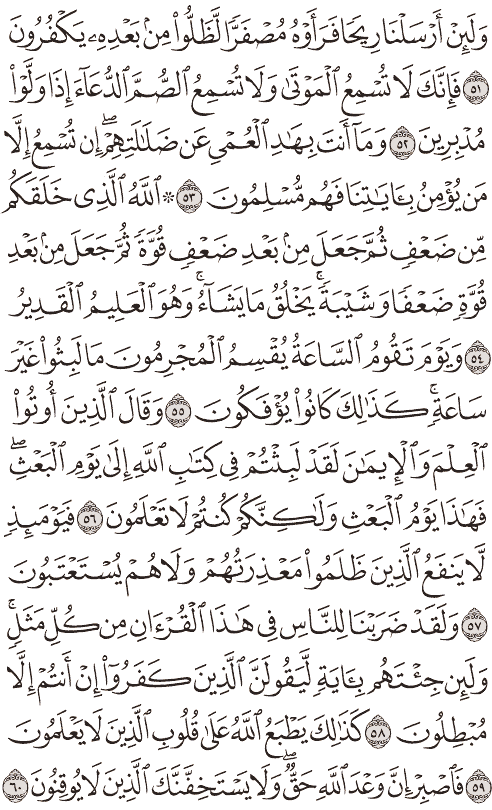 وَلَئِنْ أَرْسَلْنَا رِيحًا فَرَأَوْهُ مُصْفَرًّا لَّظَلُّوا۟ مِنۢ بَعْدِهِۦ يَكْفُرُونَ
٥١ فَإِنَّكَ لَا تُسْمِعُ ٱلْمَوْتَىٰ وَلَا تُسْمِعُ ٱلصُّمَّ ٱلدُّعَآءَ إِذَا وَلَّوْا۟
مُدْبِرِينَ ٥٢ وَمَآ أَنتَ بِهَـٰدِ ٱلْعُمْىِ عَن ضَلَـٰلَتِهِمْ ۖ إِن تُسْمِعُ إِلَّا
مَن يُؤْمِنُ بِـَٔايَـٰتِنَا فَهُم مُّسْلِمُونَ ٥٣ ۞ ٱللَّهُ ٱلَّذِى خَلَقَكُم
مِّن ضَعْفٍ ثُمَّ جَعَلَ مِنۢ بَعْدِ ضَعْفٍ قُوَّةً ثُمَّ جَعَلَ مِنۢ بَعْدِ
قُوَّةٍ ضَعْفًا وَشَيْبَةً ۚ يَخْلُقُ مَا يَشَآءُ ۚ وَهُوَ ٱلْعَلِيمُ ٱلْقَدِيرُ
٥٤ وَيَوْمَ تَقُومُ ٱلسَّاعَةُ يُقْسِمُ ٱلْمُجْرِمُونَ مَا لَبِثُوا۟ غَيْرَ
سَاعَةٍ ۚ كَذَٰلِكَ كَانُوا۟ يُؤْفَكُونَ ٥٥ وَقَالَ ٱلَّذِينَ أُوتُوا۟
ٱلْعِلْمَ وَٱلْإِيمَـٰنَ لَقَدْ لَبِثْتُمْ فِى كِتَـٰبِ ٱللَّهِ إِلَىٰ يَوْمِ ٱلْبَعْثِ ۖ
فَهَـٰذَا يَوْمُ ٱلْبَعْثِ وَلَـٰكِنَّكُمْ كُنتُمْ لَا تَعْلَمُونَ ٥٦ فَيَوْمَئِذٍ
لَّا يَنفَعُ ٱلَّذِينَ ظَلَمُوا۟ مَعْذِرَتُهُمْ وَلَا هُمْ يُسْتَعْتَبُونَ
٥٧ وَلَقَدْ ضَرَبْنَا لِلنَّاسِ فِى هَـٰذَا ٱلْقُرْءَانِ مِن كُلِّ مَثَلٍ ۚ
وَلَئِن جِئْتَهُم بِـَٔايَةٍ لَّيَقُولَنَّ ٱلَّذِينَ كَفَرُوٓا۟ إِنْ أَنتُمْ إِلَّا
مُبْطِلُونَ ٥٨ كَذَٰلِكَ يَطْبَعُ ٱللَّهُ عَلَىٰ قُلُوبِ ٱلَّذِينَ لَا يَعْلَمُونَ
٥٩ فَٱصْبِرْ إِنَّ وَعْدَ ٱللَّهِ حَقٌّ ۖ وَلَا يَسْتَخِفَّنَّكَ ٱلَّذِينَ لَا يُوقِنُونَ ٦٠